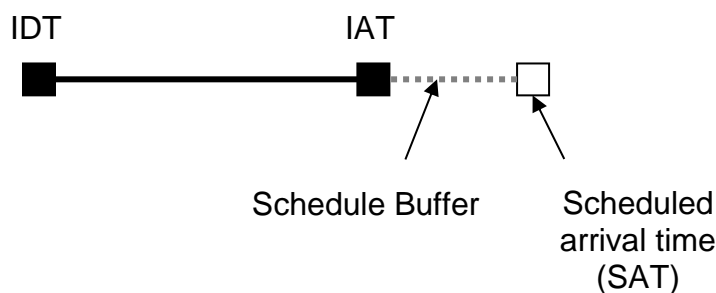 IDT
IAT
Schedule Buffer
Scheduled
arrival time
(SAT)